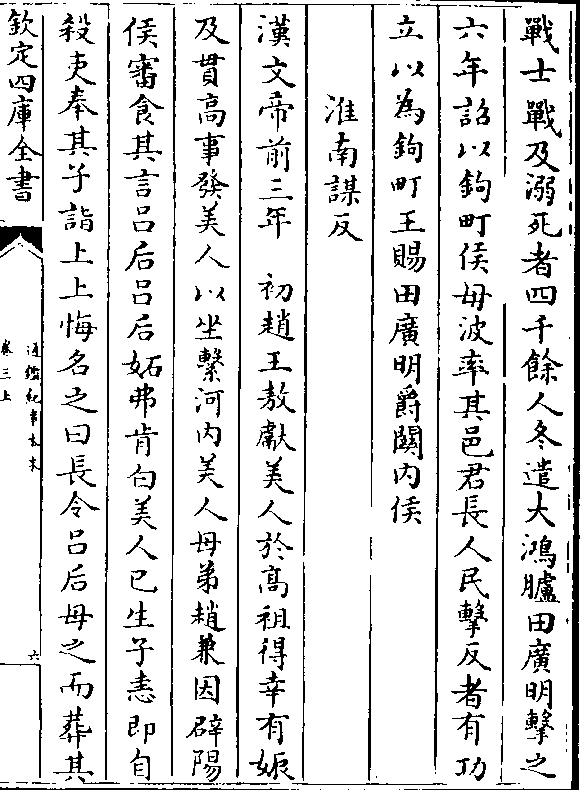 戰士戰及溺死者四千餘人冬遣大鴻臚田廣明擊之
六年詔以鉤町侯毋波率其邑君長人民擊反者有功
立以為鉤町王賜田廣明爵關内侯
淮南謀反
漢文帝前三年 初趙王敖獻美人於高祖得幸有娠
及貫高事發美人以坐繫河内美人母弟趙兼因辟陽
侯審食其言吕后吕后妬弗肯白美人已生子恚即自
殺吏奉其子詣上上悔名之曰長令吕后母之而葬其
欽定四庫全書
通鑑紀事本末
卷三上
六